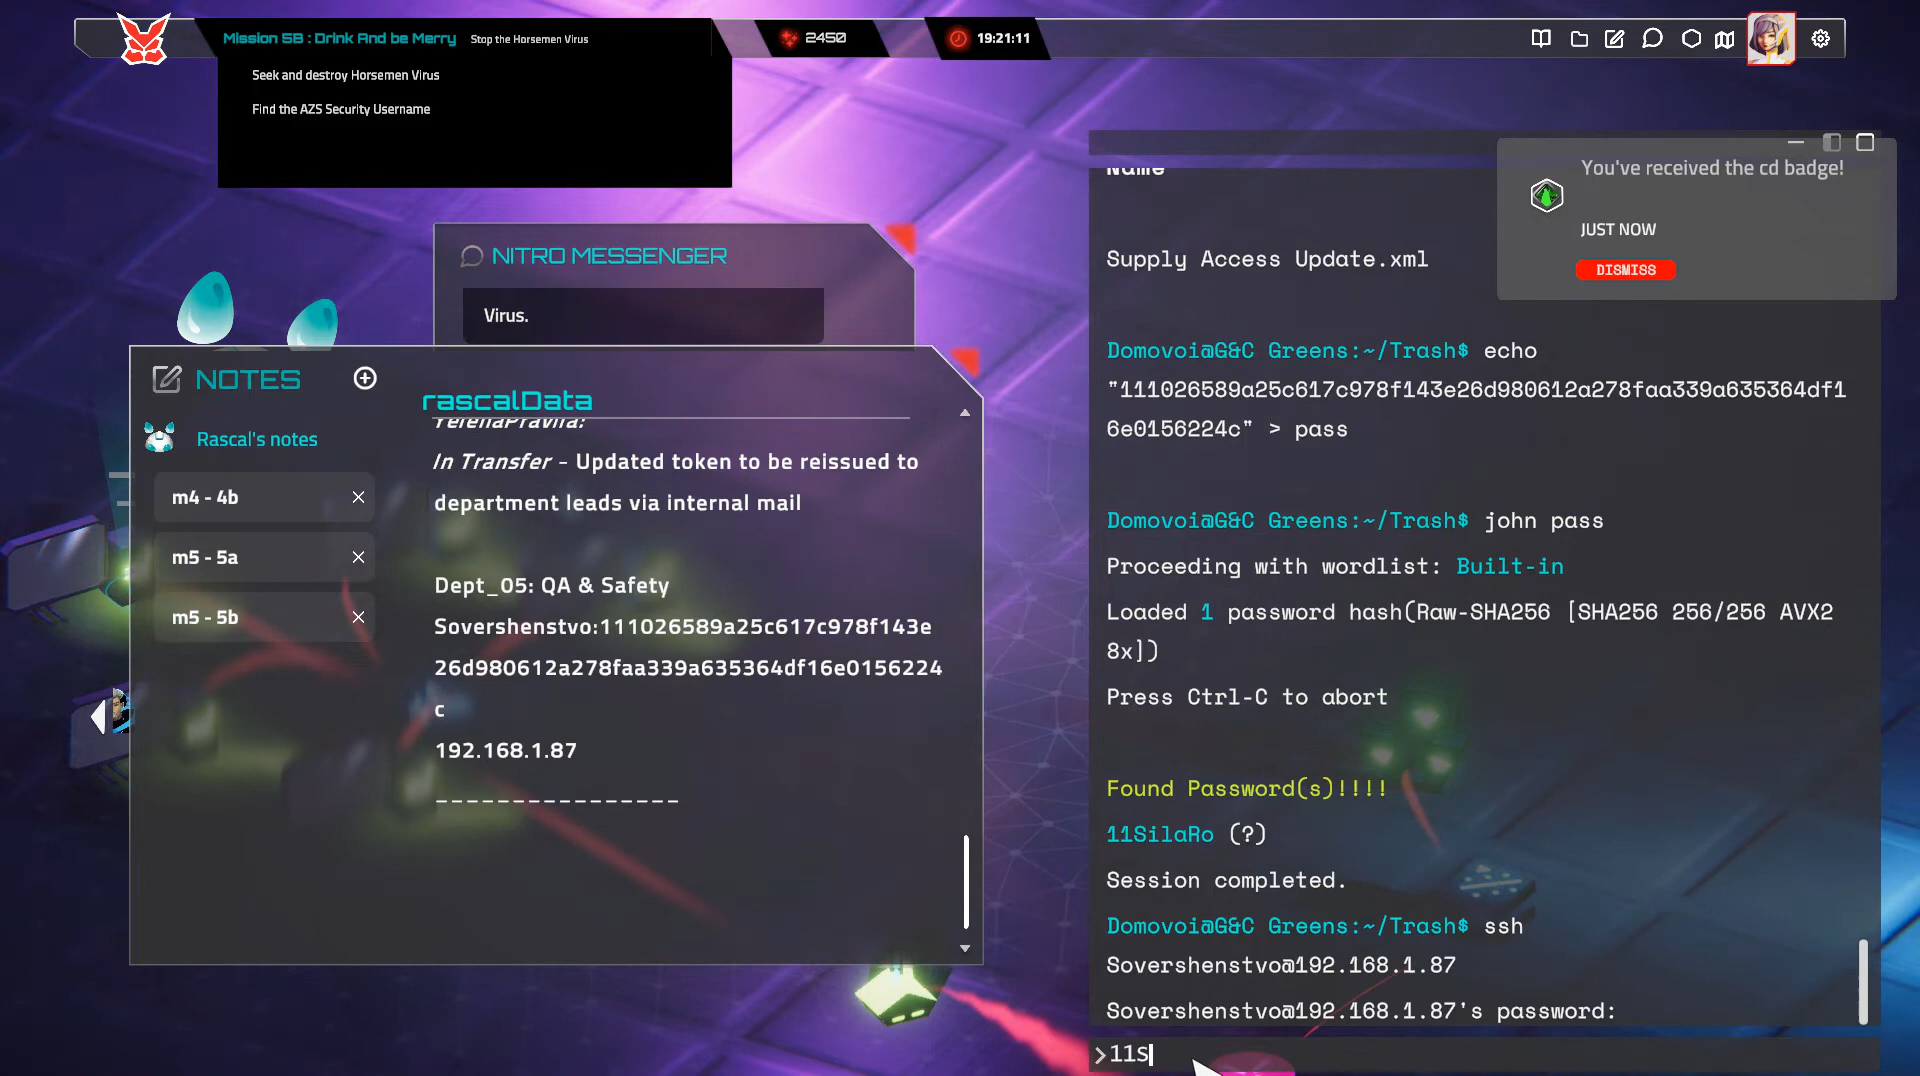 Mission 5B : Drink And be Merry Stop the Horsemen Virus
2450
19:21:11
Seek and destroy Horsemen Virus
Find the AZS Security Username
NITRO MESSENGER
Virus.
NOTES
Rascal's notes
m4 - 4b
m5 - 5a
m5 - 5b
rascalData
YelenaPravila:
In Transfer - Updated token to be reissued to
department leads via internal mail
Dept_05: QA & Safety
Sovershenstvo:111026589a25c617c978f143e
26d980612a278faa339a635364df16e0156224
c
192.168.1.87
----------------
You've received the cd badge!
JUST NOW
DISMISS
Name
Supply Access Update.xml
Domovoi@G&C Greens:~/Trash$ echo
"111026589a25c617c978f143e26d980612a278faa339a635364df1
6e0156224c" > pass
Domovoi@G&C Greens:~/Trash$ john pass
Proceeding with wordlist: Built-in
Loaded 1 password hash(Raw-SHA256 [SHA256 256/256 AVX2
8x])
Press Ctrl-C to abort
Found Password(s)!!!!
11SilaRo (?)
Session completed.
Domovoi@G&C Greens:~/Trash$ ssh
Sovershenstvo@192.168.1.87
Sovershenstvo@192.168.1.87's password:
>11S